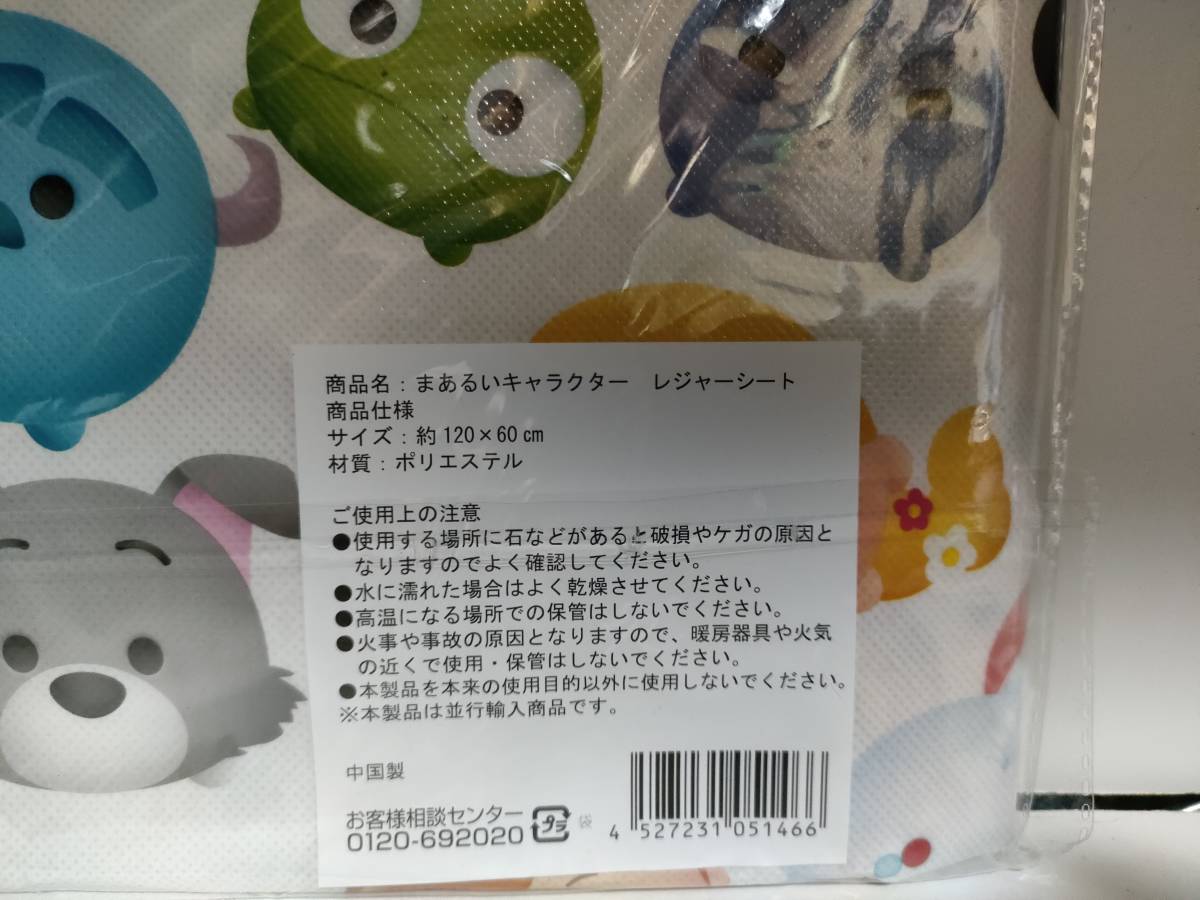 商品名：まあるいキャラクター　レジャーシート
商品仕様
サイズ：約120×60㎝
材質：ポリエステル
ご使用上の注意
●使用する場所に石などがあると破損やケガの原因と
なりますのでよく確認してください。
●水に濡れた場合はよく乾燥させてください。
●高温になる場所での保管はしないでください。
●火事や事故の原因となりますので、暖房器具や火気
の近くで使用・保管はしないでください。
●本製品を本来の使用目的以外に使用しないでください。
※本製品は並行輸入商品です。
中国製
お客様相談センター
0120-692020
プラ 袋
4 527231 051466